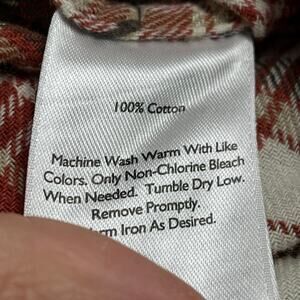 100% Cotton
Machine Wash Warm With Like
Colors. Only Non-Chlorine Bleach
When Needed. Tumble Dry Low.
Remove Promptly.
Iron As Desired.